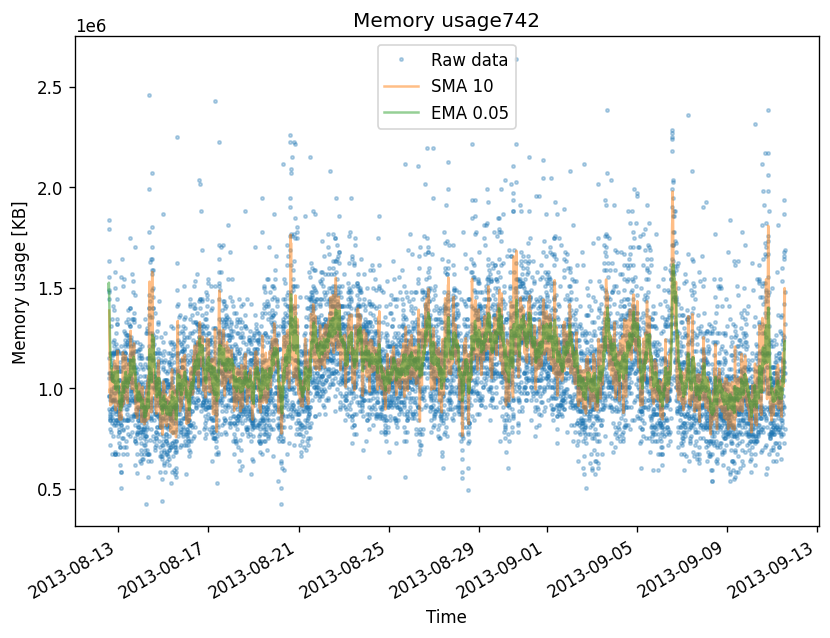 Memory usage742
1e6
Raw data
SMA 10
EMA 0.05
2.5
2.0
1.5
1.0
0.5
Memory usage [KB]
2013-08-13
2013-08-17
2013-08-21
2013-08-25
2013-08-29
2013-09-01
2013-09-05
2013-09-09
2013-09-13
Time